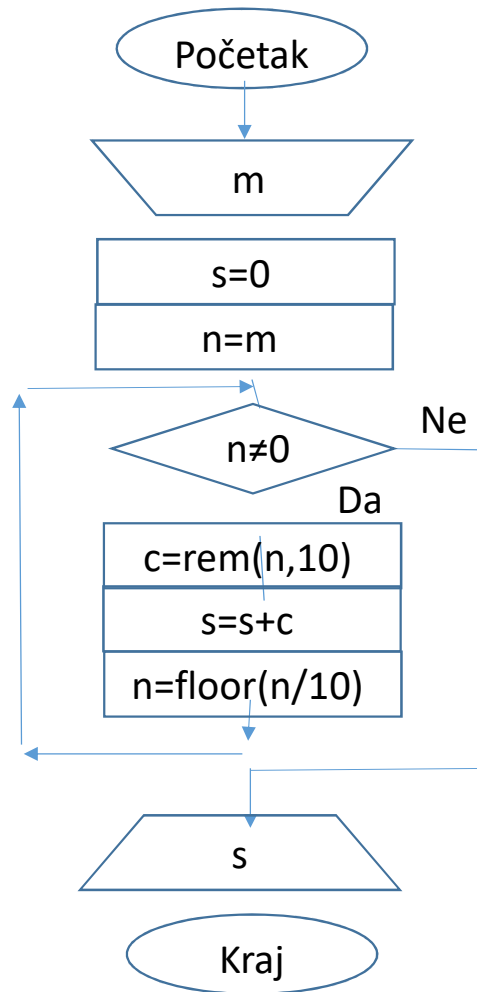 Početak
m
s=0
n=m
n≠0
Ne
Da
c=rem(n,10)
s=s+c
n=floor(n/10)
s
Kraj